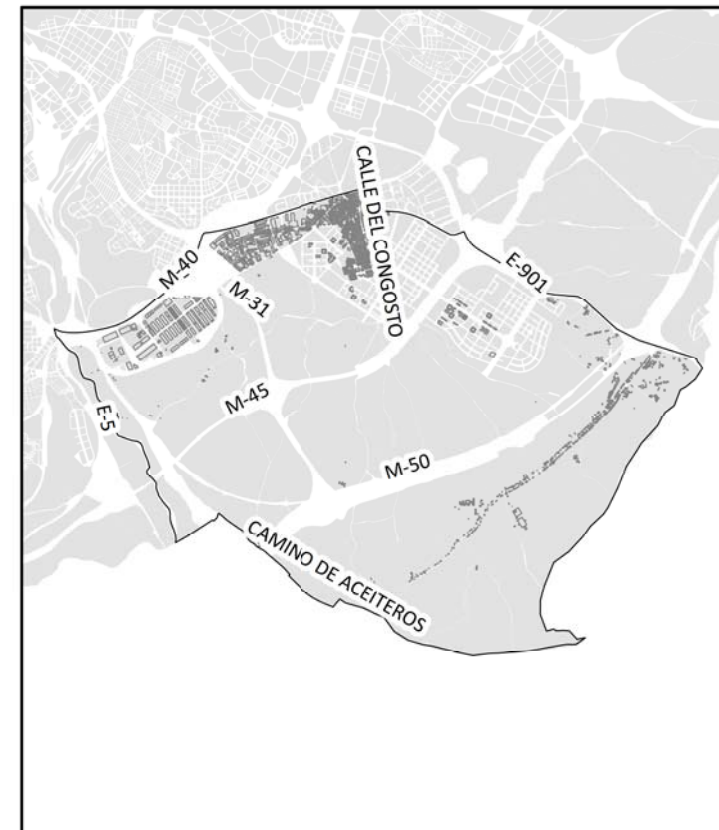 CALLE DEL CONGOSTO
M-40
E-901
M-31
M-45
E-5
M-50
CAMINO DE ACEITEROS